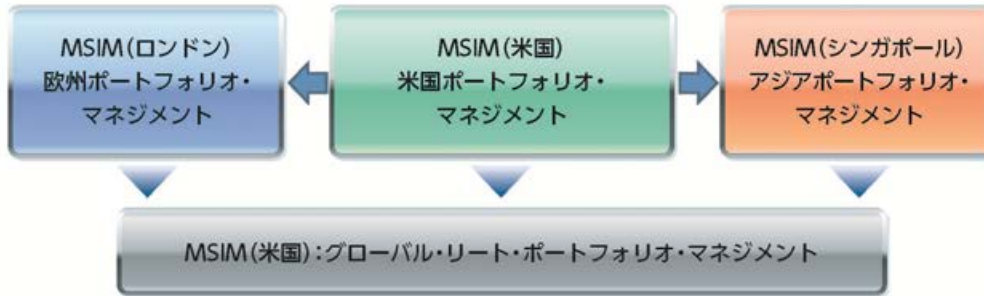 MSIM(ロンドン)
欧州ポートフォリオ・
マネジメント
MSIM(米国)
米国ポートフォリオ・
マネジメント
MSIM(シンガポール)
アジアポートフォリオ・
マネジメント
MSIM(米国):グローバル・リート・ポートフォリオ・マネジメント